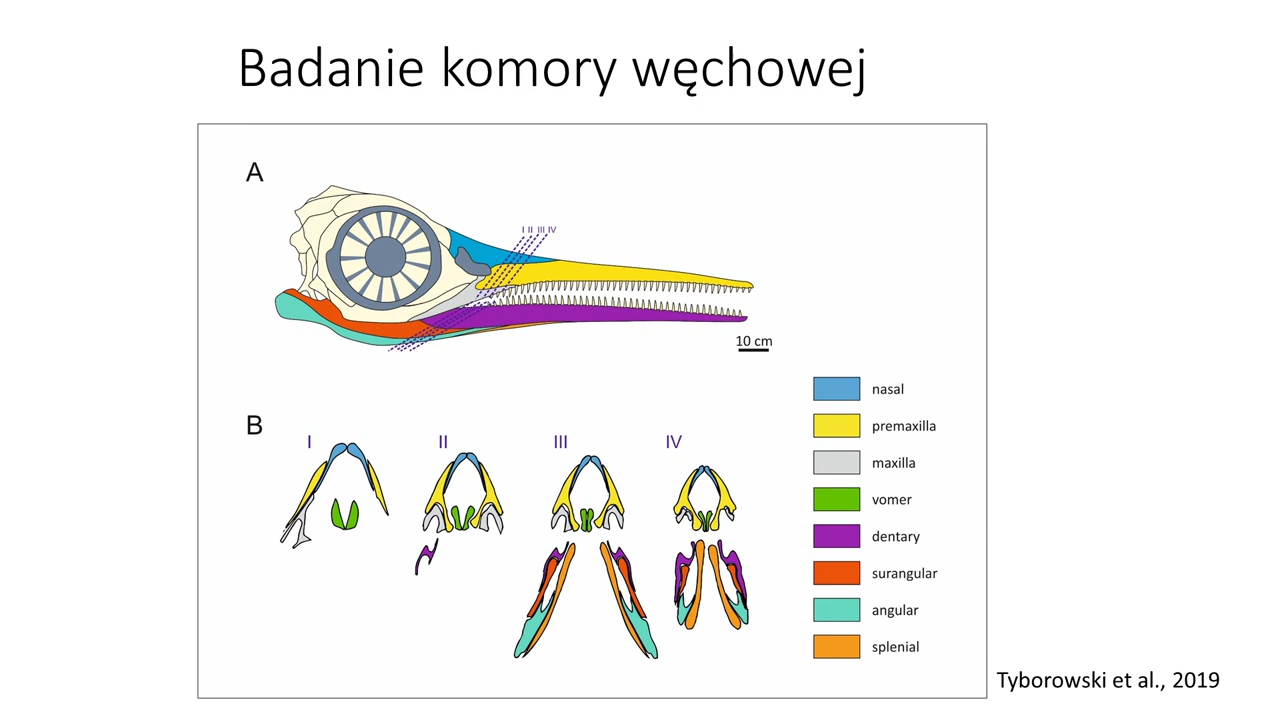 Badanie komory węchowej
A
I II III IV
10 cm
B
I II III IV
nasal
premaxilla
maxilla
vomer
dentary
surangular
angular
splenial
Tyborowski et al., 2019